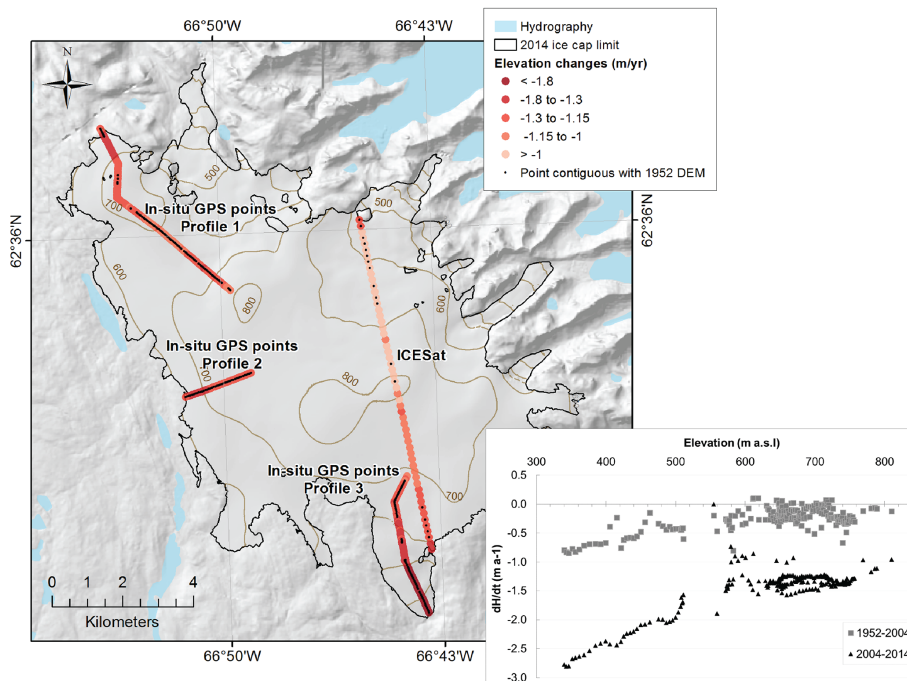 66°50'W 66°43'W
Hydrography
2014 ice cap limit
Elevation changes (m/yr)
< -1.8
-1.8 to -1.3
-1.3 to -1.15
-1.15 to -1
> -1
Point contiguous with 1952 DEM
N
500
500
700
In-situ GPS points
Profile 1
62°36'N
62°36'N
600
800
600
In-situ GPS points
Profile 2
ICESat
800
In-situ GPS points
Profile 3
700
0 1 2 4
Kilometers
66°50'W 66°43'W
Elevation (m a.s.l)
300 400 500 600 700 800
0.5
0.0
-0.5
-1.0
-1.5
-2.0
-2.5
-3.0
dH/dt (m a-1)
1952-2004
2004-2014